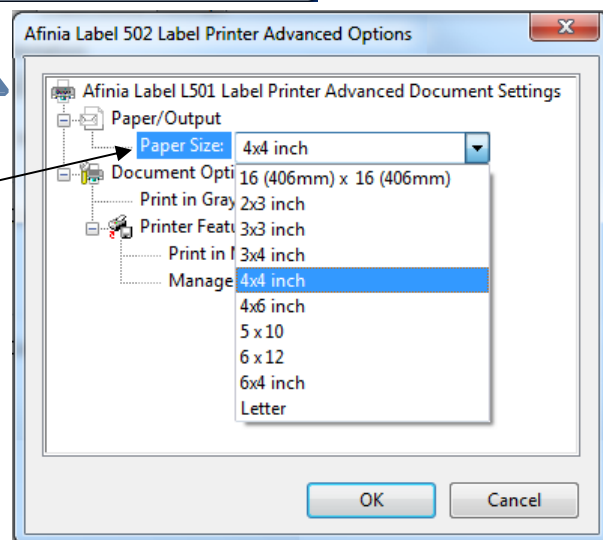 Afinia Label 502 Label Printer Advanced Options
Afinia Label L501 Label Printer Advanced Document Settings
Paper/Output
Paper Size: 4x4 inch
Document Opti
16 (406mm) x 16 (406mm)
Print in Gray
2x3 inch
3x3 inch
Printer Featu
Print in
3x4 inch
Manage
4x4 inch
4x6 inch
5 x 10
6 x 12
6x4 inch
Letter
OK Cancel